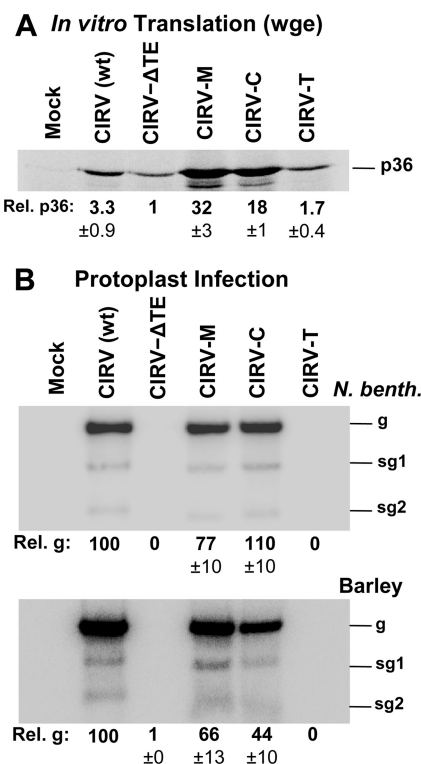 A In vitro Translation (wge)
Mock CIRV (wt) CIRV–ΔTE CIRV-M CIRV-C CIRV-T
p36
Rel. p36: 3.3 1 32 18 1.7
±0.9 ±3 ±1 ±0.4
B Protoplast Infection
Mock CIRV (wt) CIRV–ΔTE CIRV-M CIRV-C CIRV-T N. benth.
g
sg1
sg2
Rel. g: 100 0 77 110 0
±10 ±10
Barley
g
sg1
sg2
Rel. g: 100 1 66 44 0
±0 ±13 ±10